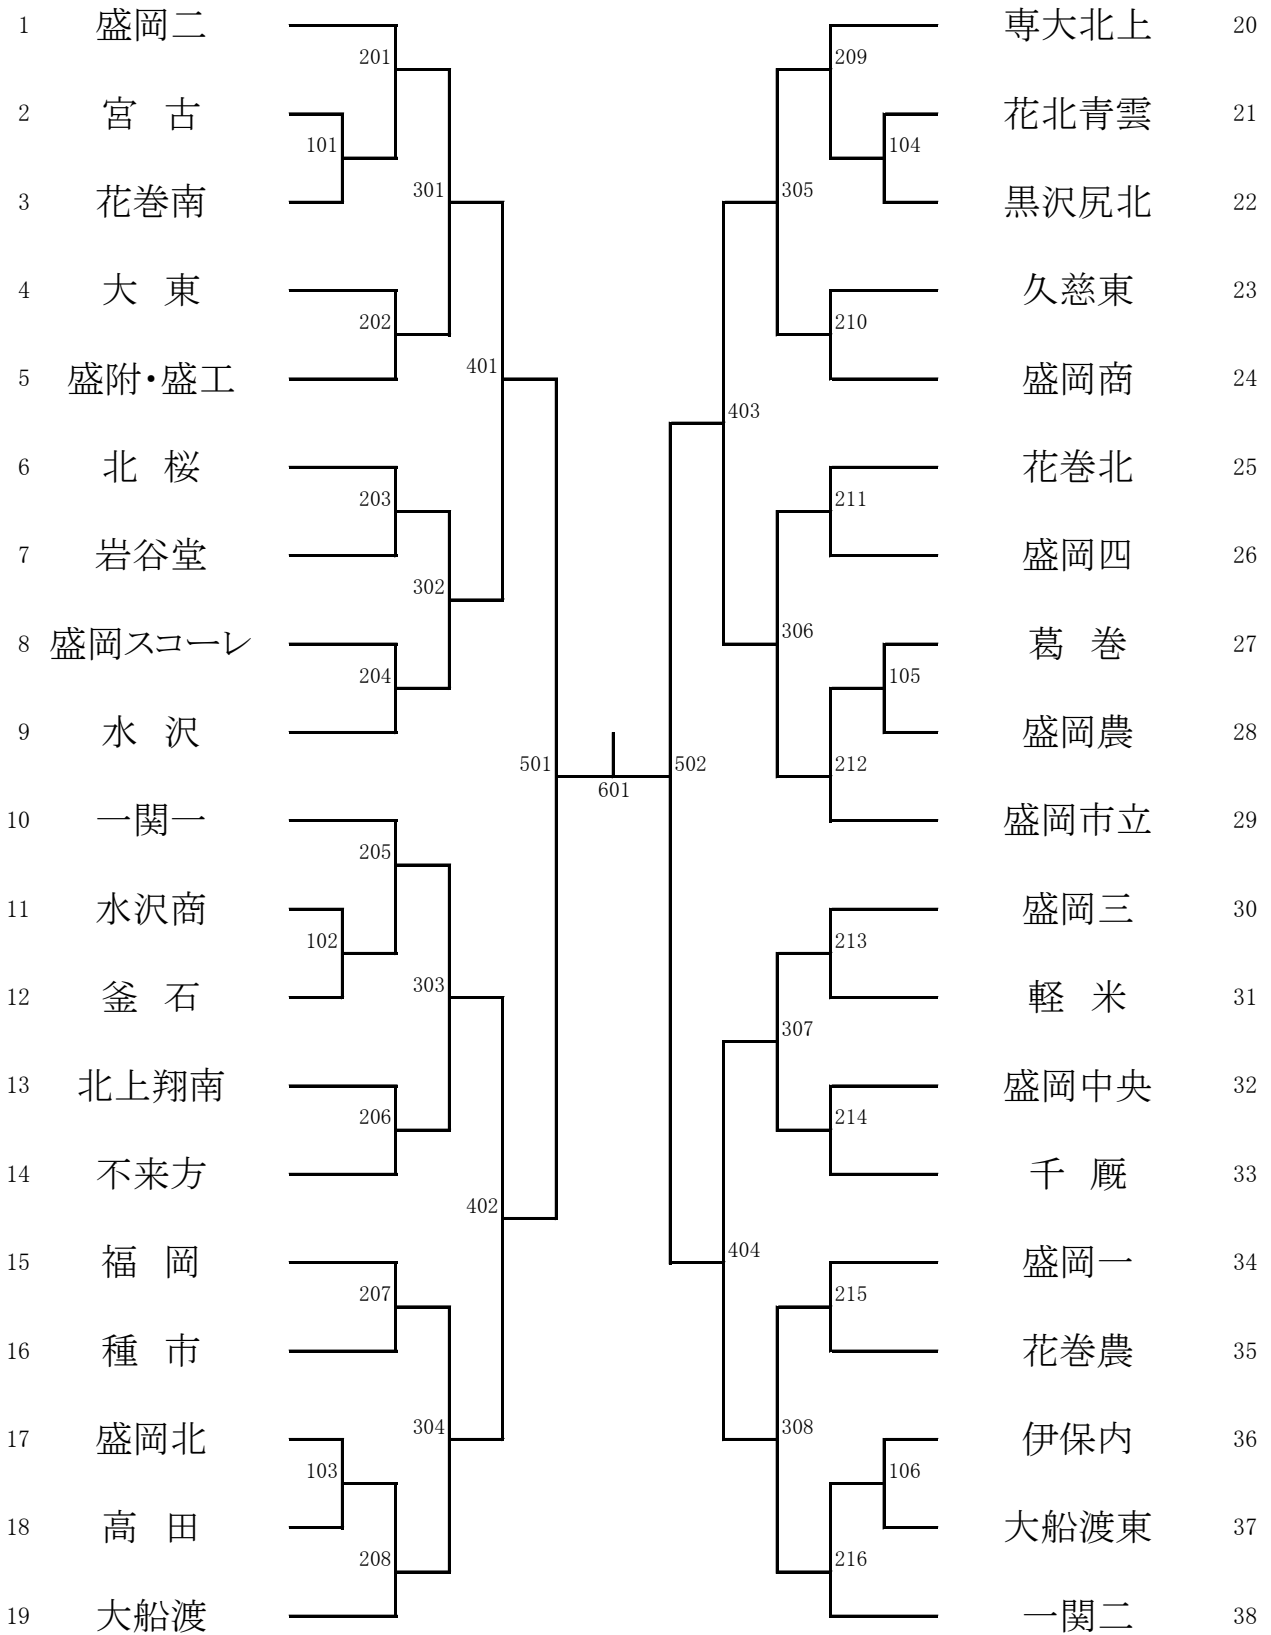 1 盛岡二 201
2 宮 古 101
3 花巻南 301
4 大 東 202
5 盛附・盛工 401
6 北 桜 203
7 岩谷堂 302
8 盛岡スコーレ 204
9 水 沢 501
10 一関一 205
11 水沢商 102
12 釜 石 303
13 北上翔南 206
14 不来方 402
15 福 岡 207
16 種 市
17 盛岡北 304 103
18 高 田 208
19 大船渡
601
専大北上 20
209
花北青雲 21
104
305 黒沢尻北 22
久慈東 23
210
盛岡商 24
403
花巻北 25
211
盛岡四 26
306 葛 巻 27
105
盛岡農 28
502 212
盛岡市立 29
盛岡三 30
213
軽 米 31
307
盛岡中央 32
214
千 厩 33
404 盛岡一 34
215
花巻農 35
308 伊保内 36
106
大船渡東 37
216
一関二 38